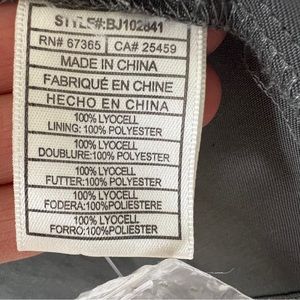 STYLE#:BJ102841
RN# 67365 CA# 25459
MADE IN CHINA
FABRIQUÉ EN CHINE
HECHO EN CHINA
100% LYOCELL
LINING: 100% POLYESTER
100% LYOCELL
DOUBLURE:100% POLYESTER
100% LYOCELL
FUTTER:100% POLYESTER
100% LYOCELL
FODERA:100%POLIESTERE
100% LYOCELL
FORRO:100%POLIESTER